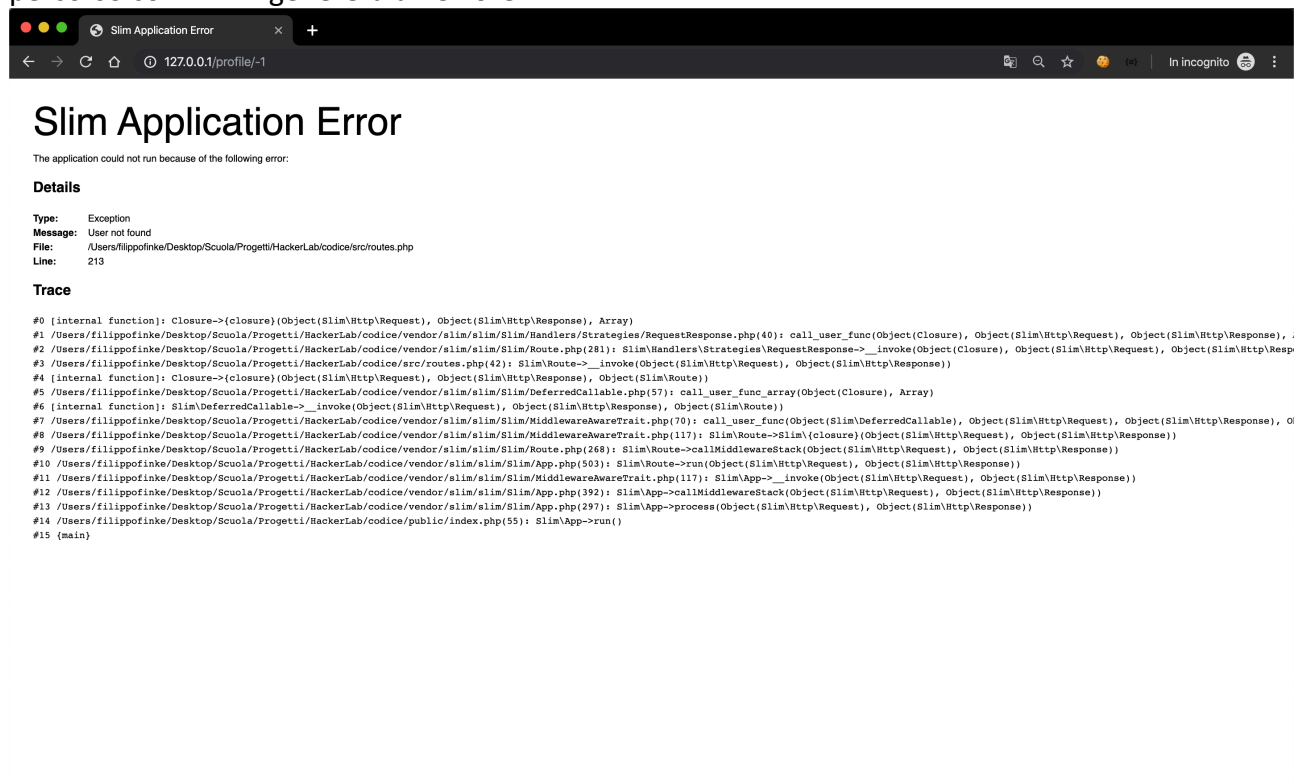 Slim Application Error
127.0.0.1/profile/-1
In incognito
Slim Application Error
The application could not run because of the following error:
Details
Type: Exception
Message: User not found
File: /Users/filippofinke/Desktop/Scuola/Progetti/HackerLab/codice/src/routes.php
Line: 213
Trace
#0 [internal function]: Closure->{closure}(Object(Slim\Http\Request), Object(Slim\Http\Response), Array)
#1 /Users/filippofinke/Desktop/Scuola/Progetti/HackerLab/codice/vendor/slim/slim/Slim/Handlers/Strategies/RequestResponse.php(40): call_user_func(Object(Closure), Object(Slim\Http\Request), Object(Slim\Http\Response),
#2 /Users/filippofinke/Desktop/Scuola/Progetti/HackerLab/codice/vendor/slim/slim/Slim/Route.php(281): Slim\Handlers\Strategies\RequestResponse->__invoke(Object(Closure), Object(Slim\Http\Request), Object(Slim\Http\Resp
#3 /Users/filippofinke/Desktop/Scuola/Progetti/HackerLab/codice/src/routes.php(42): Slim\Route->__invoke(Object(Slim\Http\Request), Object(Slim\Http\Response))
#4 [internal function]: Closure->{closure}(Object(Slim\Http\Request), Object(Slim\Http\Response), Object(Slim\Route))
#5 /Users/filippofinke/Desktop/Scuola/Progetti/HackerLab/codice/vendor/slim/slim/Slim/DeferredCallable.php(57): call_user_func_array(Object(Closure), Array)
#6 [internal function]: Slim\DeferredCallable->__invoke(Object(Slim\Http\Request), Object(Slim\Http\Response), Object(Slim\Route))
#7 /Users/filippofinke/Desktop/Scuola/Progetti/HackerLab/codice/vendor/slim/slim/Slim/MiddlewareAwareTrait.php(70): call_user_func(Object(Slim\DeferredCallable), Object(Slim\Http\Request), Object(Slim\Http\Response), O
#8 /Users/filippofinke/Desktop/Scuola/Progetti/HackerLab/codice/vendor/slim/slim/Slim/MiddlewareAwareTrait.php(117): Slim\Route->Slim\{closure}(Object(Slim\Http\Request), Object(Slim\Http\Response))
#9 /Users/filippofinke/Desktop/Scuola/Progetti/HackerLab/codice/vendor/slim/slim/Slim/Route.php(268): Slim\Route->callMiddlewareStack(Object(Slim\Http\Request), Object(Slim\Http\Response))
#10 /Users/filippofinke/Desktop/Scuola/Progetti/HackerLab/codice/vendor/slim/slim/Slim/App.php(503): Slim\Route->run(Object(Slim\Http\Request), Object(Slim\Http\Response))
#11 /Users/filippofinke/Desktop/Scuola/Progetti/HackerLab/codice/vendor/slim/slim/Slim/MiddlewareAwareTrait.php(117): Slim\App->__invoke(Object(Slim\Http\Request), Object(Slim\Http\Response))
#12 /Users/filippofinke/Desktop/Scuola/Progetti/HackerLab/codice/vendor/slim/slim/Slim/App.php(392): Slim\App->callMiddlewareStack(Object(Slim\Http\Request), Object(Slim\Http\Response))
#13 /Users/filippofinke/Desktop/Scuola/Progetti/HackerLab/codice/vendor/slim/slim/Slim/App.php(297): Slim\App->process(Object(Slim\Http\Request), Object(Slim\Http\Response))
#14 /Users/filippofinke/Desktop/Scuola/Progetti/HackerLab/codice/public/index.php(55): Slim\App->run()
#15 {main}